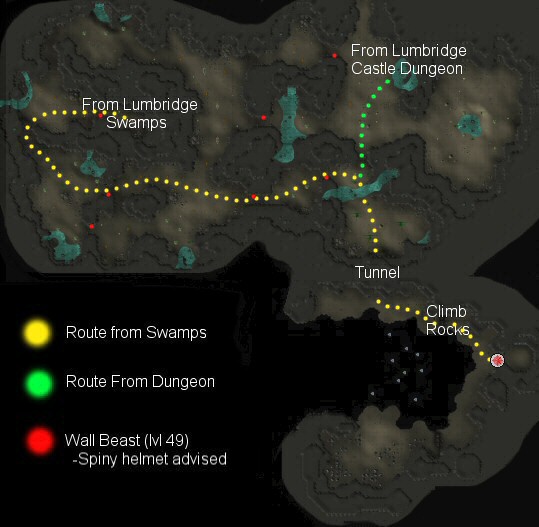 From Lumbridge
Castle Dungeon
From Lumbridge
Swamps
Tunnel
Climb
Rocks
Route from Swamps
Route From Dungeon
Wall Beast (lvl 49)
-Spiny helmet advised